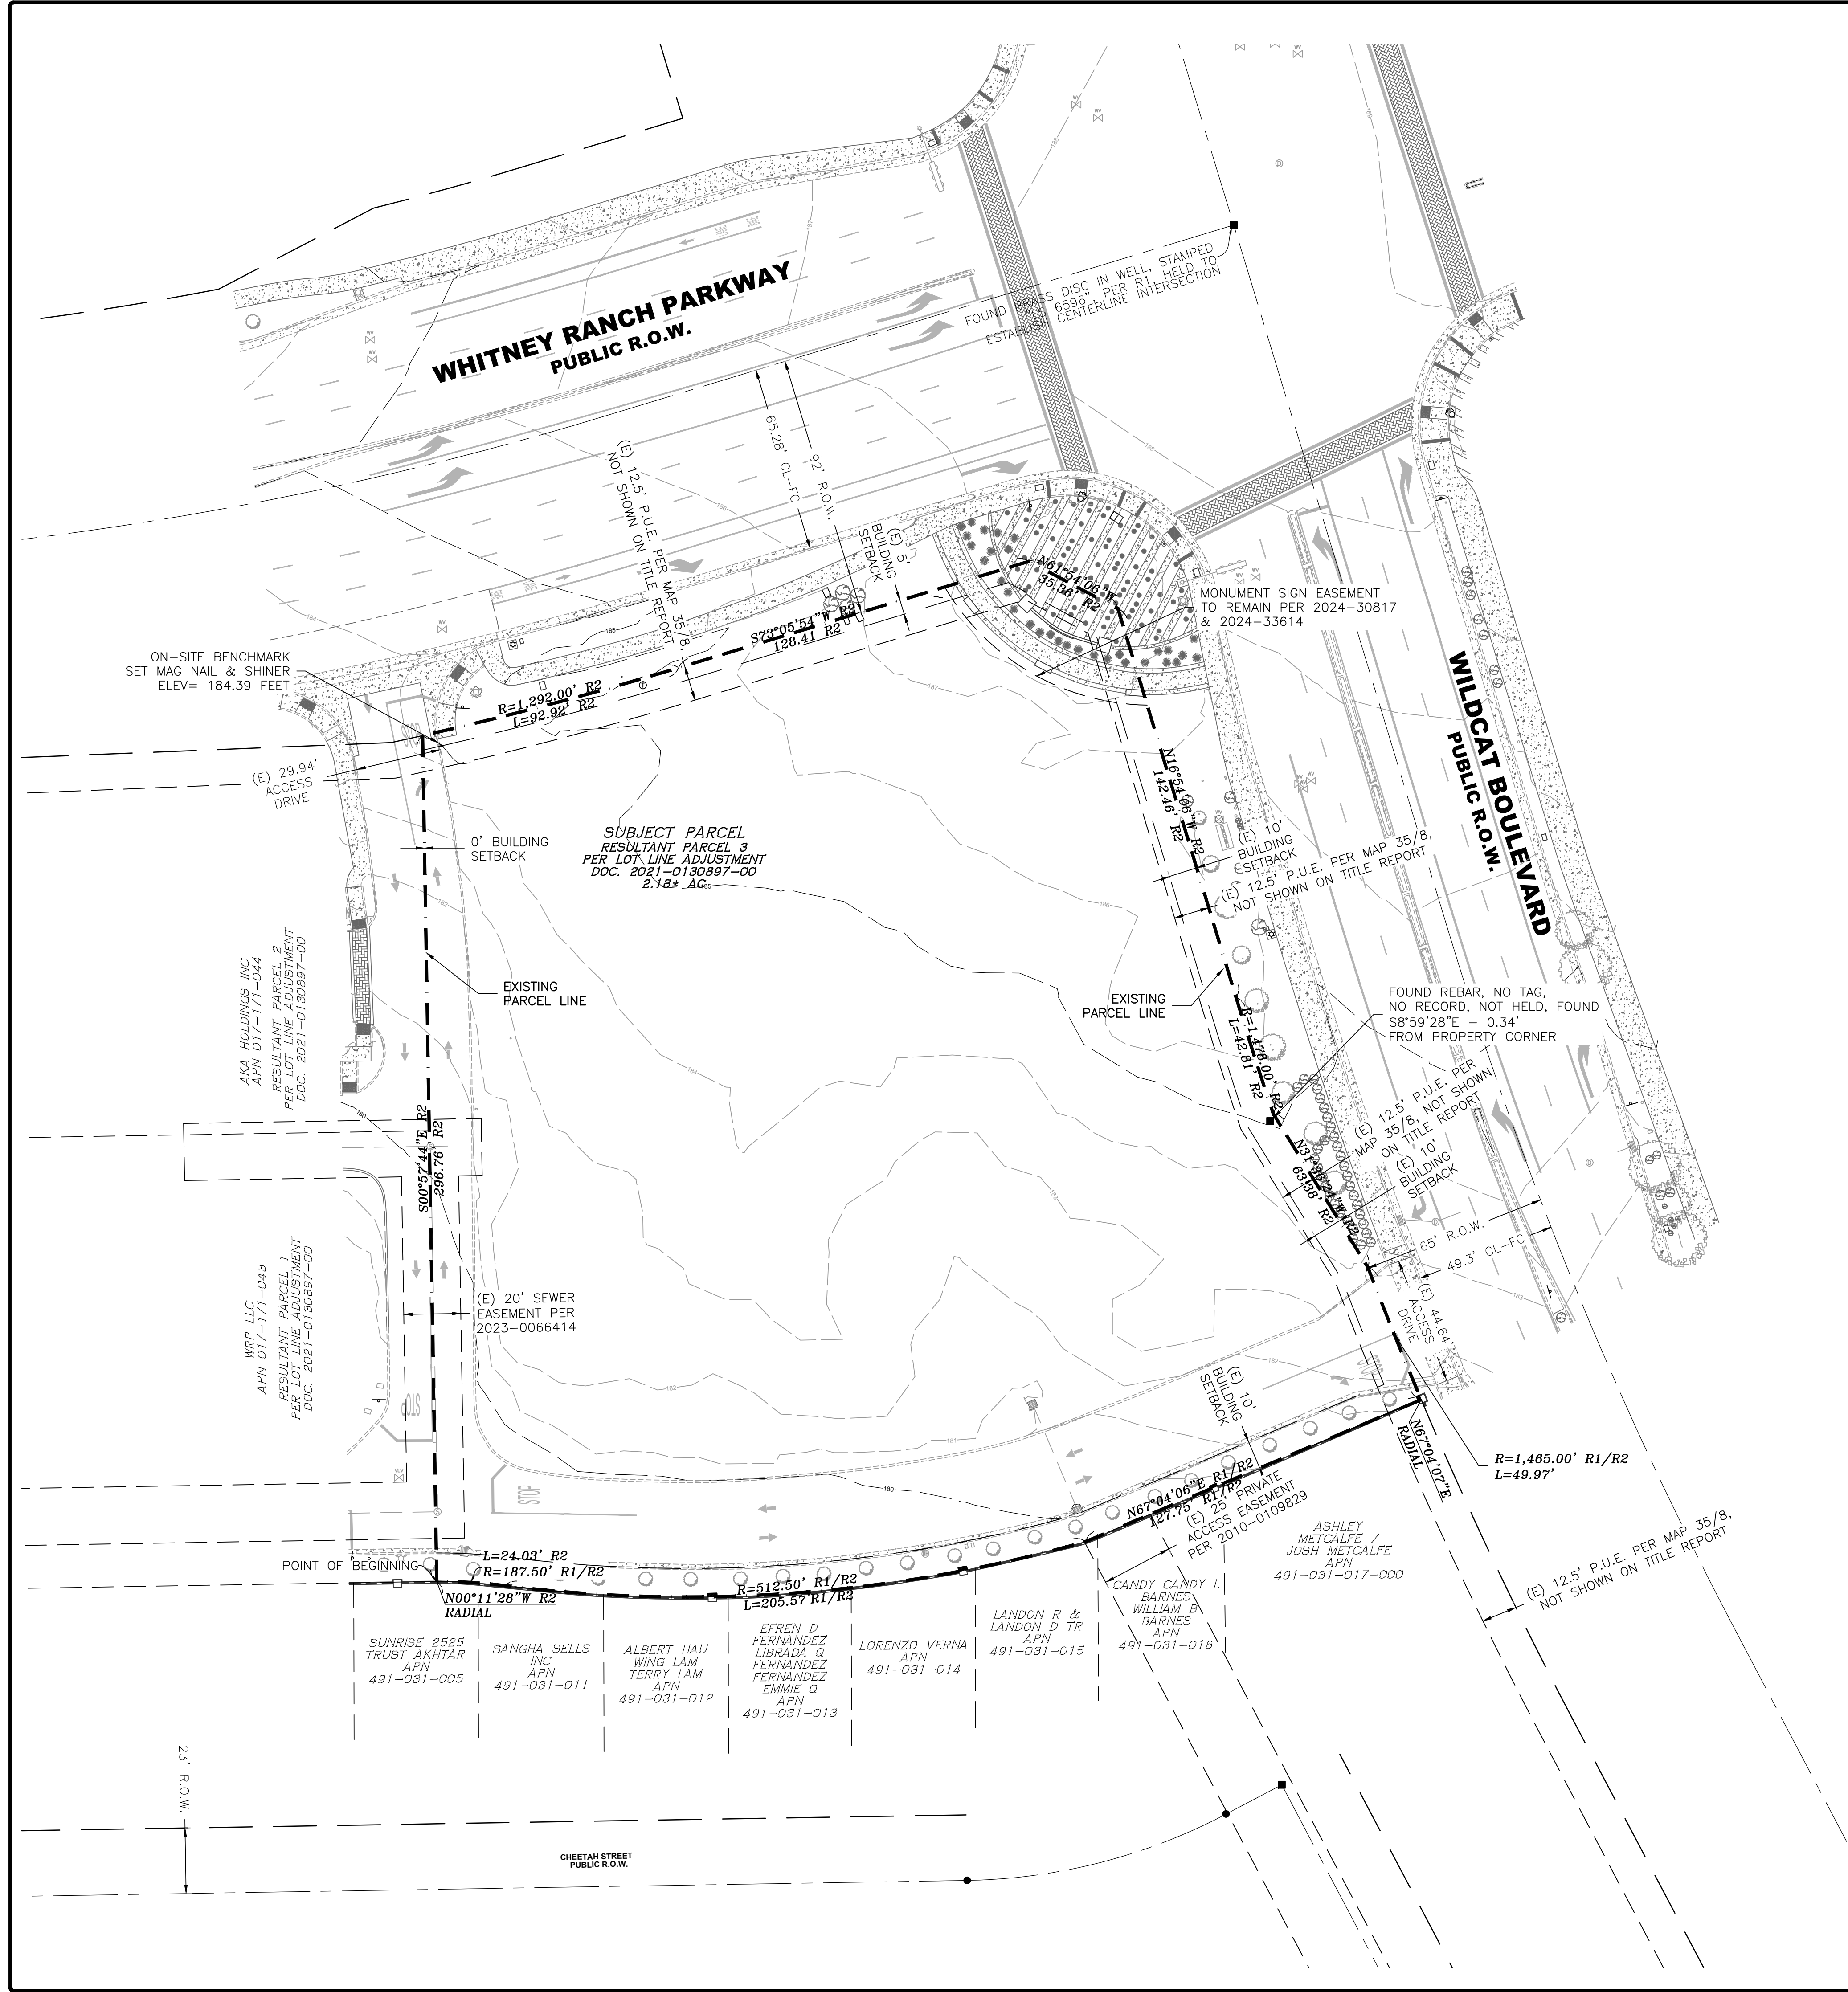 WHITNEY RANCH PARKWAY
PUBLIC R.O.W.
FOUND BRASS DISC IN WELL, STAMPED
"LS 6596", PER R1, HELD TO
ESTABLISH CENTERLINE INTERSECTION
65.28' CL-FC
92' R.O.W.
(E) 12.5' P.U.E. PER MAP 35/8,
NOT SHOWN ON TITLE REPORT
(E) 5'
BUILDING
SETBACK
N61°54'06"W
35.36' R2
MONUMENT SIGN EASEMENT
TO REMAIN PER 2024-30817
& 2024-33614
S73°05'54"W R2
128.41 R2
ON-SITE BENCHMARK
SET MAG NAIL & SHINER
ELEV= 184.39 FEET
R=1,292.00' R2
L=92.92' R2
(E) 29.94'
ACCESS
DRIVE
STOP
WILDCAT BOULEVARD
PUBLIC R.O.W.
N16°54'06"W R2
142.46' R2
0' BUILDING
SETBACK
SUBJECT PARCEL
RESULTANT PARCEL 3
PER LOT LINE ADJUSTMENT
DOC. 2021-0130897-00
2.18± AC
(E) 10'
BUILDING
SETBACK
(E) 12.5' P.U.E. PER MAP 35/8,
NOT SHOWN ON TITLE REPORT
AKA HOLDINGS INC
APN 017-171-044
RESULTANT PARCEL 2
PER LOT LINE ADJUSTMENT
DOC. 2021-0130897-00
EXISTING
PARCEL LINE
EXISTING
PARCEL LINE
FOUND REBAR, NO TAG,
NO RECORD, NOT HELD, FOUND
S8°59'28"E - 0.34'
FROM PROPERTY CORNER
R=1,478.00' R2
L=42.81' R2
(E) 12.5' P.U.E. PER
MAP 35/8, NOT SHOWN
ON TITLE REPORT
(E) 10'
BUILDING
SETBACK
S00°57'44"E R2
296.76' R2
N31°36'24"W R2
63.38' R2
65' R.O.W.
49.3' CL-FC
WRP LLC
APN 017-171-043
RESULTANT PARCEL 1
PER LOT LINE ADJUSTMENT
DOC. 2021-0130897-00
(E) 20' SEWER
EASEMENT PER
2023-0066414
(E) 44.64'
ACCESS
DRIVE
STOP
STOP
(E) 10'
BUILDING
SETBACK
N67°04'07"E
RADIAL
R=1,465.00' R1/R2
L=49.97'
N67°04'06"E R1/R2
127.75' R1/R2
(E) 25' PRIVATE
ACCESS EASEMENT
PER 2010-0109829
POINT OF BEGINNING
L=24.03' R2
R=187.50' R1/R2
N00°11'28"W R2
RADIAL
R=512.50' R1/R2
L=205.57'R1/R2
ASHLEY
METCALFE /
JOSH METCALFE
APN
491-031-017-000
(E) 12.5' P.U.E. PER MAP 35/8,
NOT SHOWN ON TITLE REPORT
SUNRISE 2525
TRUST AKHTAR
APN
491-031-005
SANGHA SELLS
INC
APN
491-031-011
ALBERT HAU
WING LAM
TERRY LAM
APN
491-031-012
EFREN D
FERNANDEZ
LIBRADA Q
FERNANDEZ
FERNANDEZ
EMMIE Q
APN
491-031-013
LORENZO VERNA
APN
491-031-014
LANDON R &
LANDON D TR
APN
491-031-015
CANDY CANDY L
BARNES
WILLIAM B
BARNES
APN
491-031-016
23' R.O.W.
CHEETAH STREET
PUBLIC R.O.W.